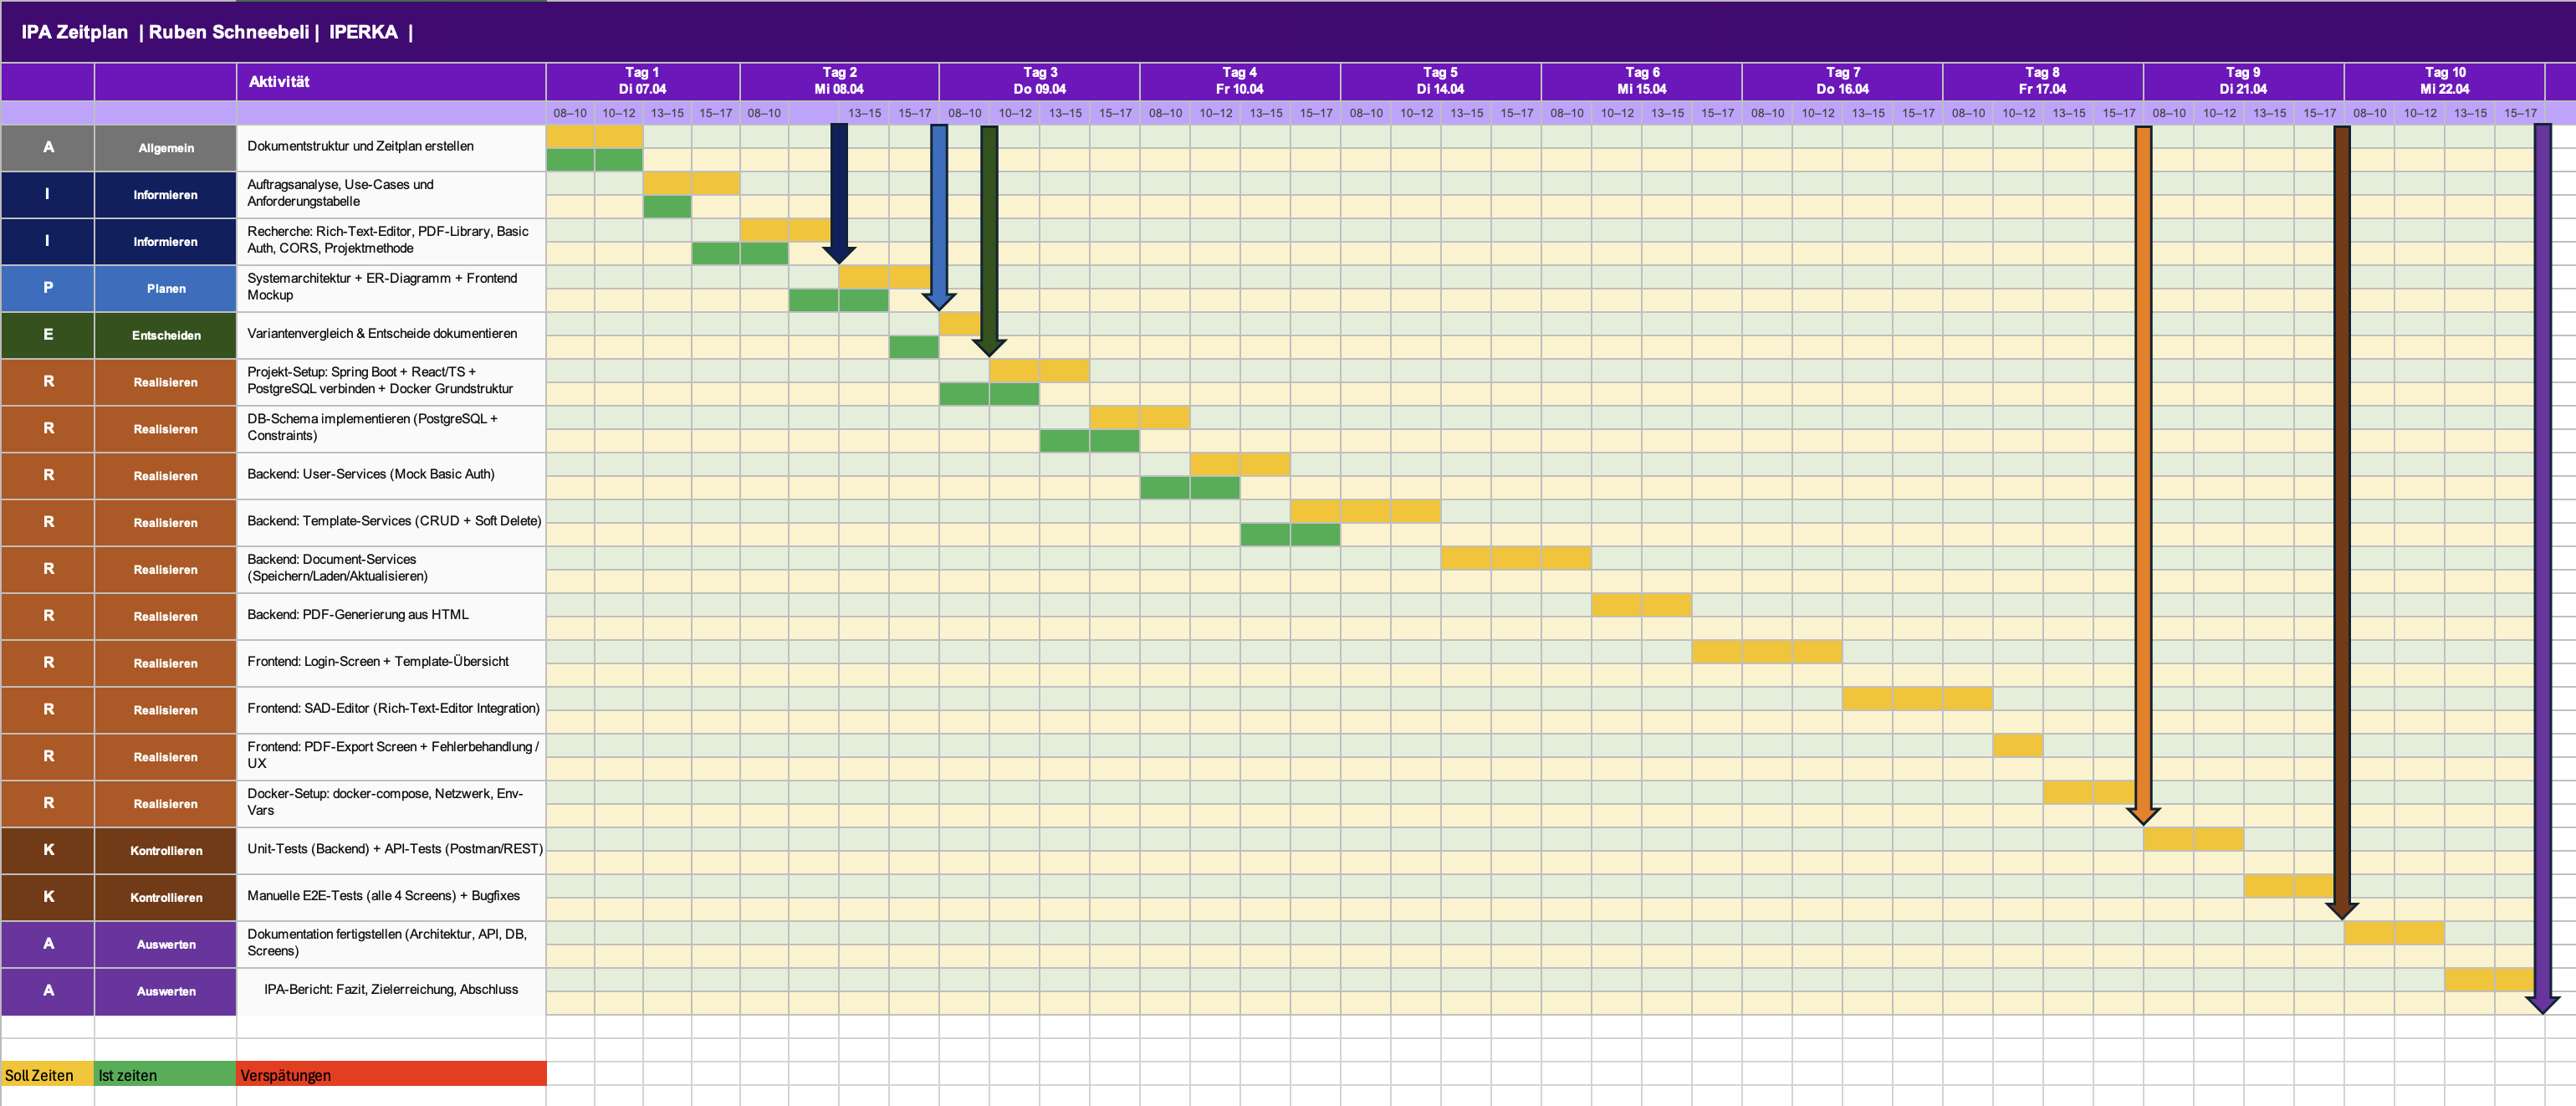 IPA Zeitplan | Ruben Schneebeli | IPERKA |
Aktivität
Tag 1 Tag 2 Tag 3 Tag 4 Tag 5 Tag 6 Tag 7 Tag 8 Tag 9 Tag 10
Di 07.04 Mi 08.04 Do 09.04 Fr 10.04 Di 14.04 Mi 15.04 Do 16.04 Fr 17.04 Di 21.04 Mi 22.04
08–10 10–12 13–15 15–17 08–10 13–15 15–17 08–10 10–12 13–15 15–17 08–10 10–12 13–15 15–17 08–10 10–12 13–15 15–17 08–10 10–12 13–15 15–17 08–10 10–12 13–15 15–17 08–10 10–12 13–15 15–17 08–10 10–12 13–15 15–17 08–10 10–12 13–15 15–17
A Allgemein Dokumentstruktur und Zeitplan erstellen
I Informieren Auftragsanalyse, Use-Cases und
Anforderungstabelle
I Informieren Recherche: Rich-Text-Editor, PDF-Library, Basic
Auth, CORS, Projektmethode
P Planen Systemarchitektur + ER-Diagramm + Frontend
Mockup
E Entscheiden Variantenvergleich & Entscheide dokumentieren
R Realisieren Projekt-Setup: Spring Boot + React/TS +
PostgreSQL verbinden + Docker Grundstruktur
R Realisieren DB-Schema implementieren (PostgreSQL +
Constraints)
R Realisieren Backend: User-Services (Mock Basic Auth)
R Realisieren Backend: Template-Services (CRUD + Soft Delete)
R Realisieren Backend: Document-Services
(Speichern/Laden/Aktualisieren)
R Realisieren Backend: PDF-Generierung aus HTML
R Realisieren Frontend: Login-Screen + Template-Übersicht
R Realisieren Frontend: SAD-Editor (Rich-Text-Editor Integration)
R Realisieren Frontend: PDF-Export Screen + Fehlerbehandlung /
UX
R Realisieren Docker-Setup: docker-compose, Netzwerk, Env-
Vars
K Kontrollieren Unit-Tests (Backend) + API-Tests (Postman/REST)
K Kontrollieren Manuelle E2E-Tests (alle 4 Screens) + Bugfixes
A Auswerten Dokumentation fertigstellen (Architektur, API, DB,
Screens)
A Auswerten IPA-Bericht: Fazit, Zielerreichung, Abschluss
Soll Zeiten Ist zeiten Verspätungen